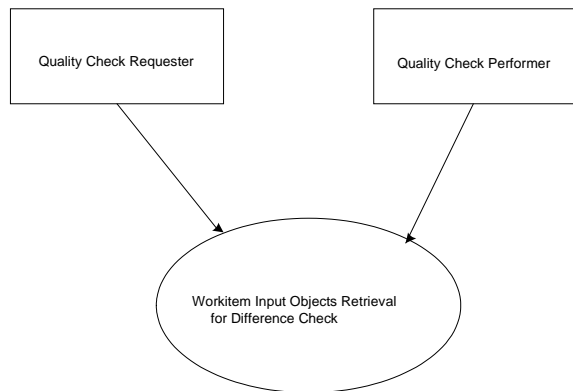 Quality Check Requester
Quality Check Performer
Workitem Input Objects Retrieval
for Difference Check